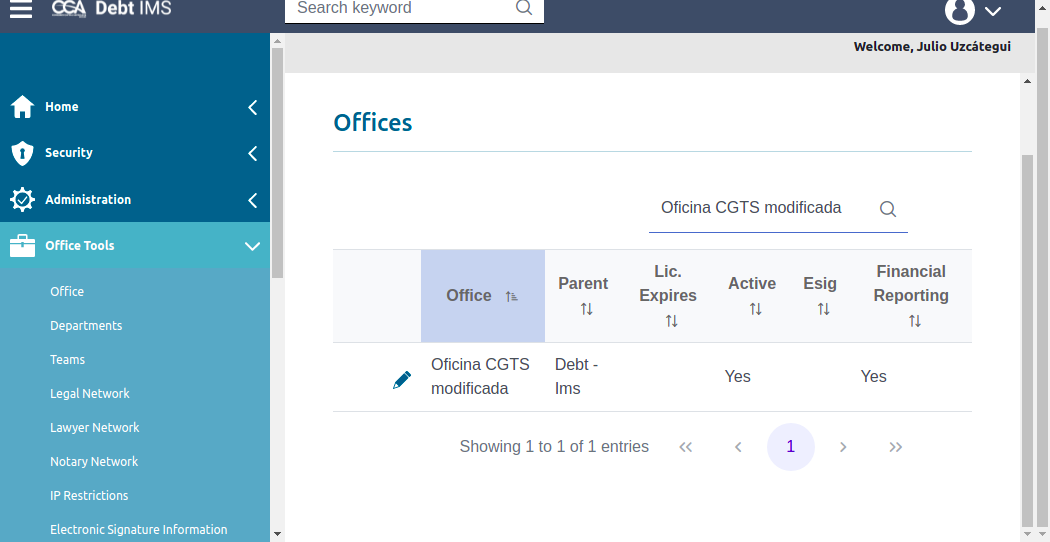 CGA Debt IMS
Search keyword
Welcome, Julio Uzcátegui
Home
Security
Administration
Office Tools
Office
Departments
Teams
Legal Network
Lawyer Network
Notary Network
IP Restrictions
Electronic Signature Information
Offices
Oficina CGTS modificada
Office
Parent
Lic. Expires
Active
Esig
Financial Reporting
Oficina CGTS modificada
Debt - Ims
Yes
Yes
Showing 1 to 1 of 1 entries
1